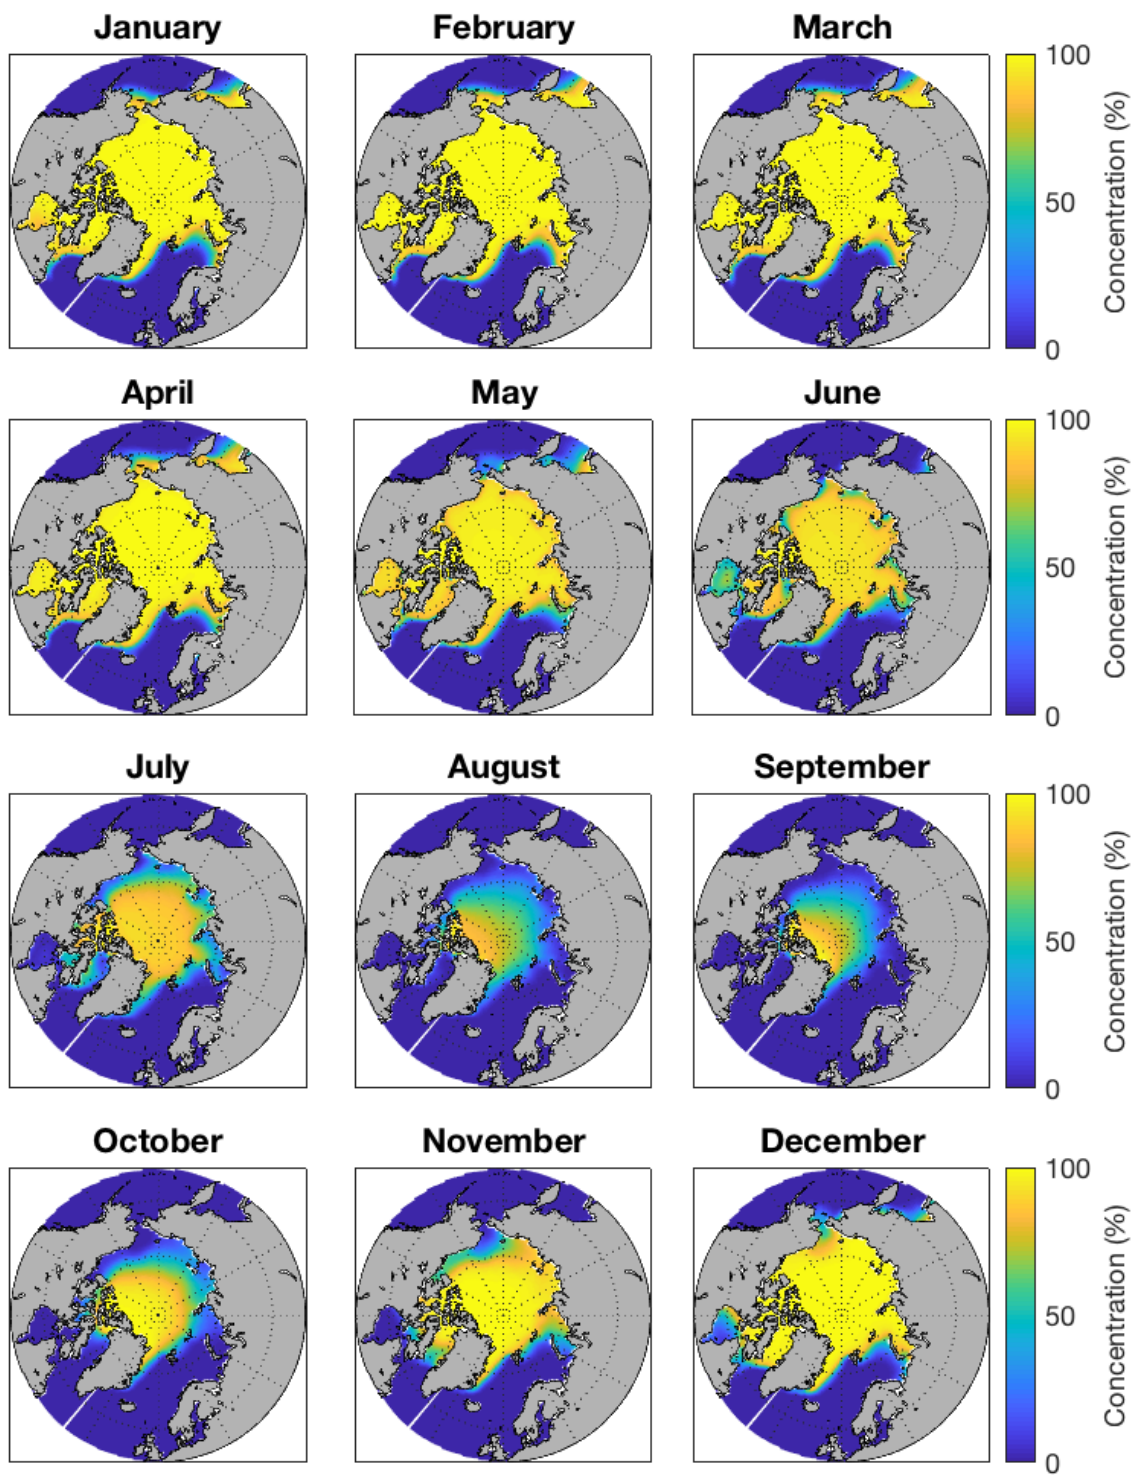 January February March
100
50
0
Concentration (%)
April May June
100
50
0
Concentration (%)
July August September
100
50
0
Concentration (%)
October November December
100
50
0
Concentration (%)